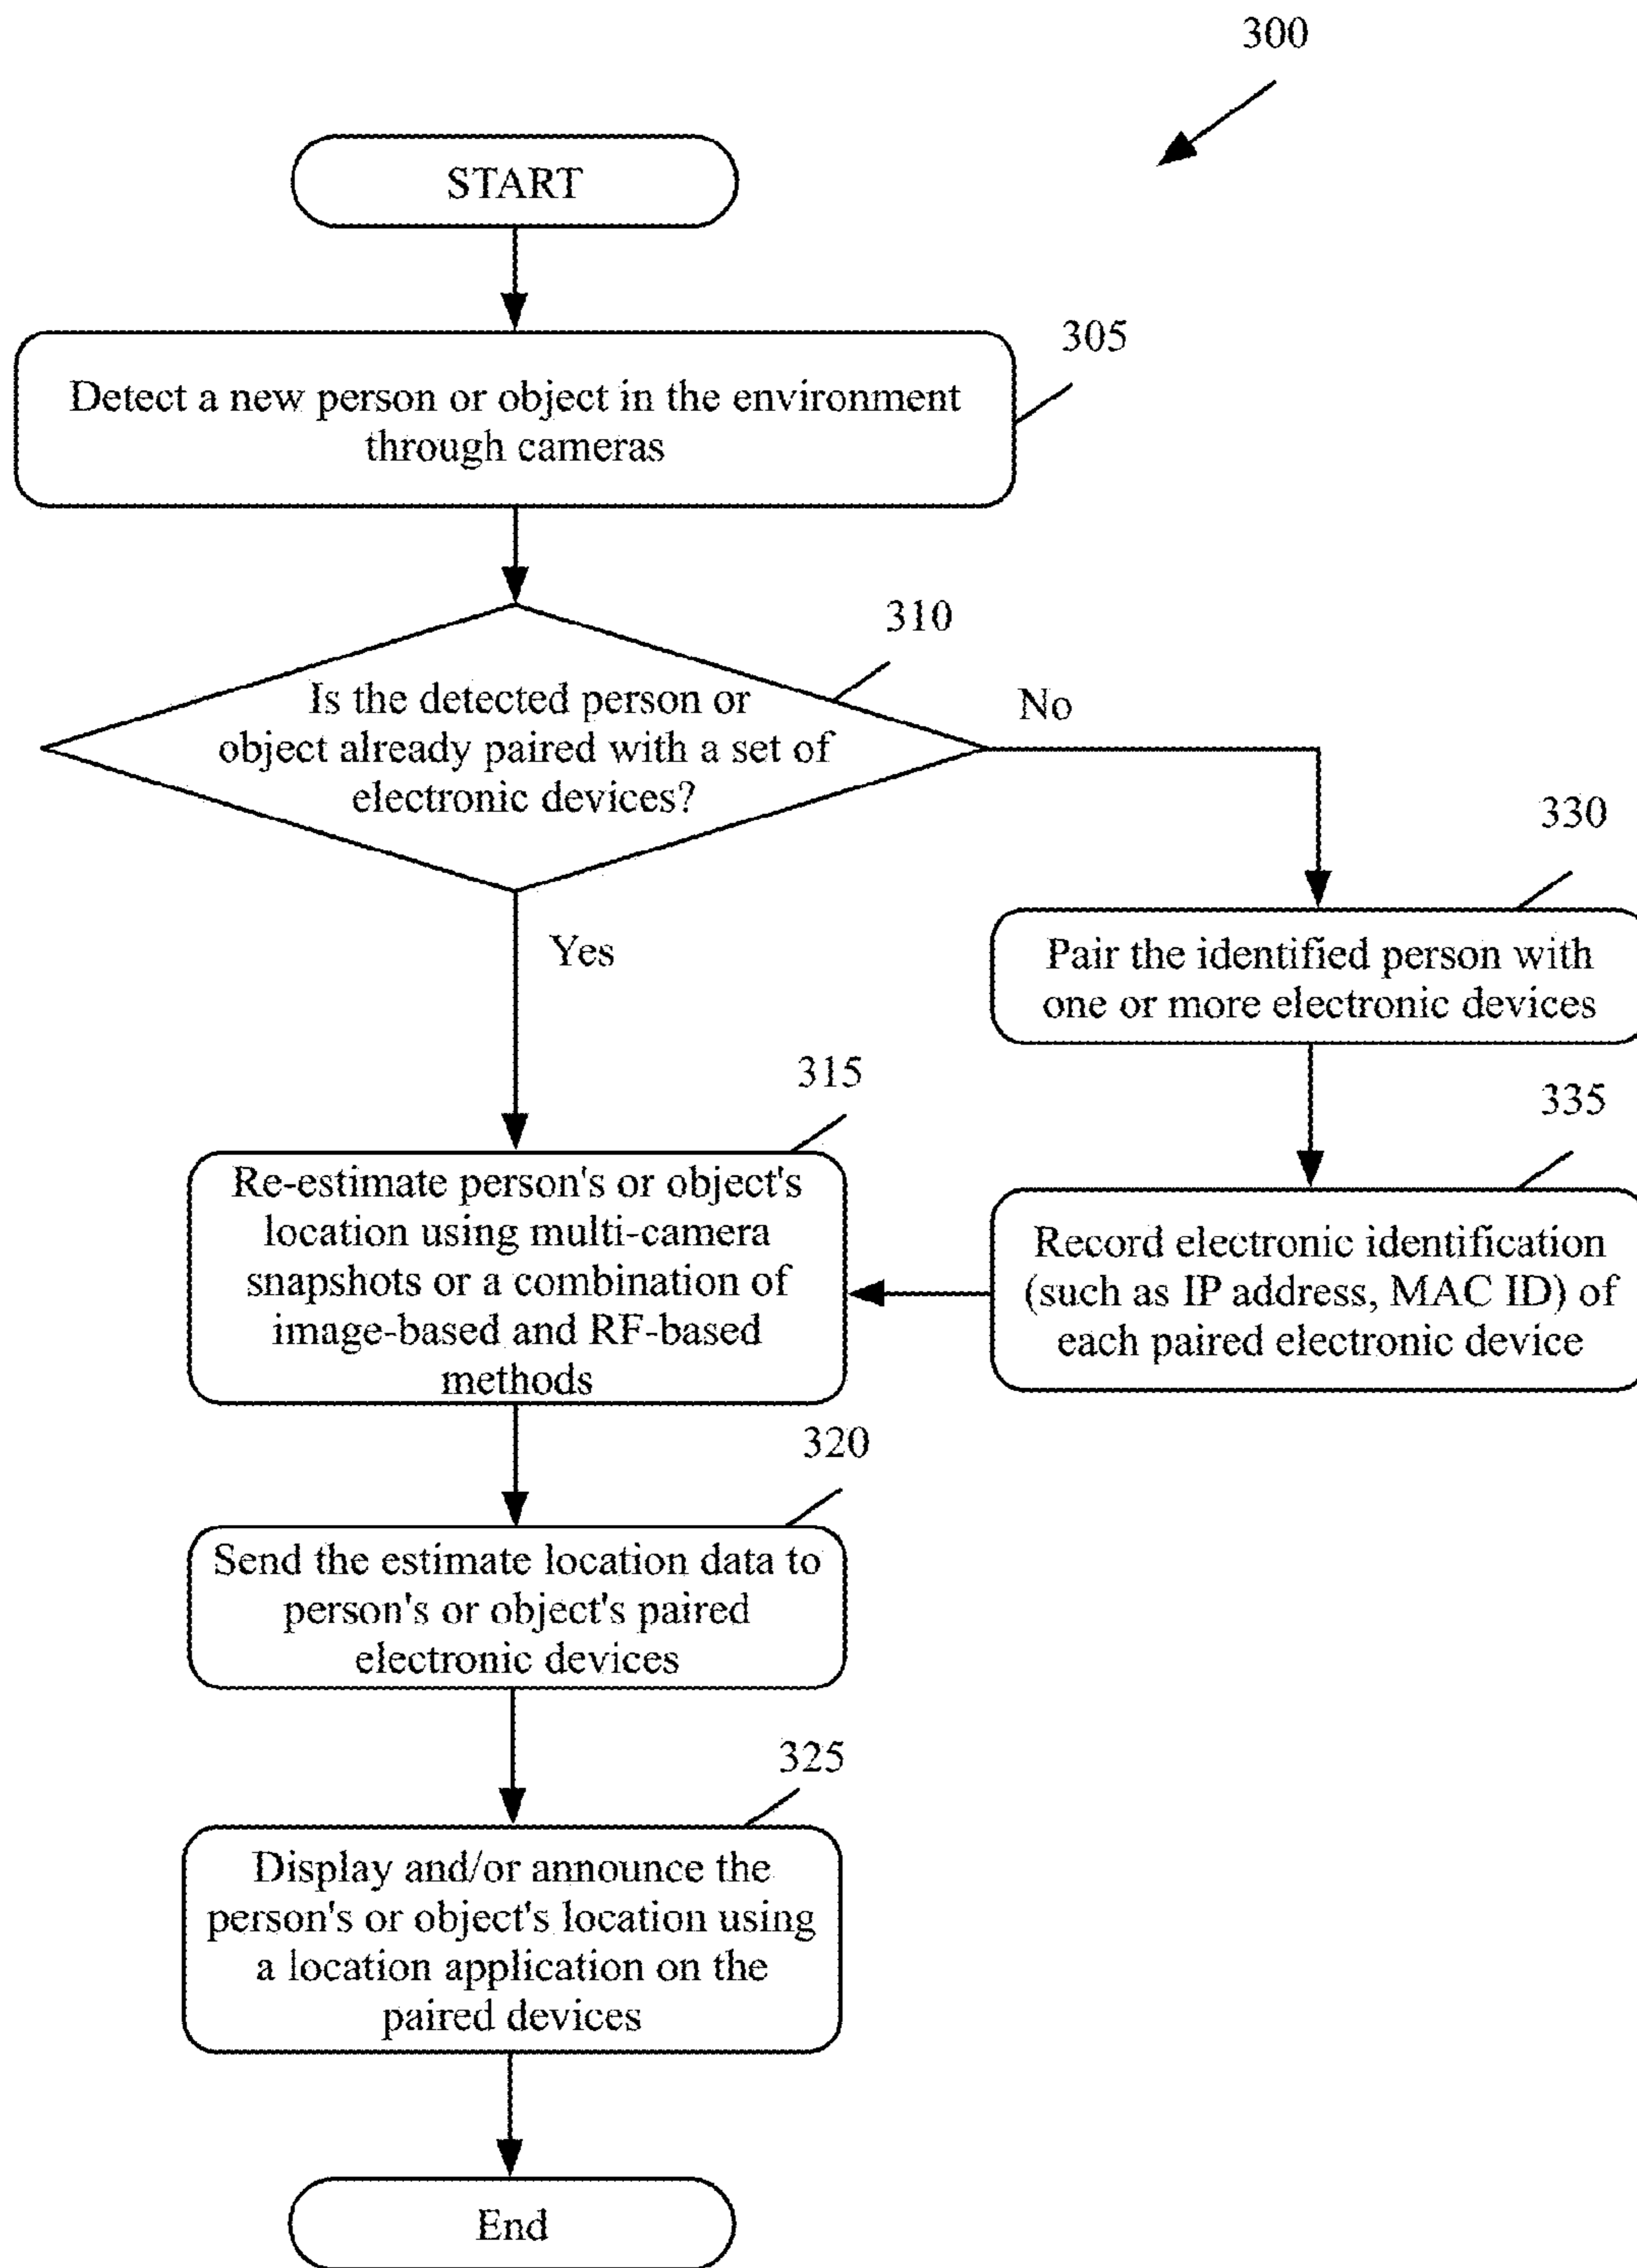 300
START
305
Detect a new person or object in the environment
through cameras
310
Is the detected person or
object already paired with a set of
electronic devices?
No
Yes
330
Pair the identified person with
one or more electronic devices
315
335
Re-estimate person's or object's
location using multi-camera
snapshots or a combination of
image-based and RF-based
methods
Record electronic identification
(such as IP address, MAC ID) of
each paired electronic device
320
Send the estimate location data to
person's or object's paired
electronic devices
325
Display and/or announce the
person's or object's location using
a location application on the
paired devices
End